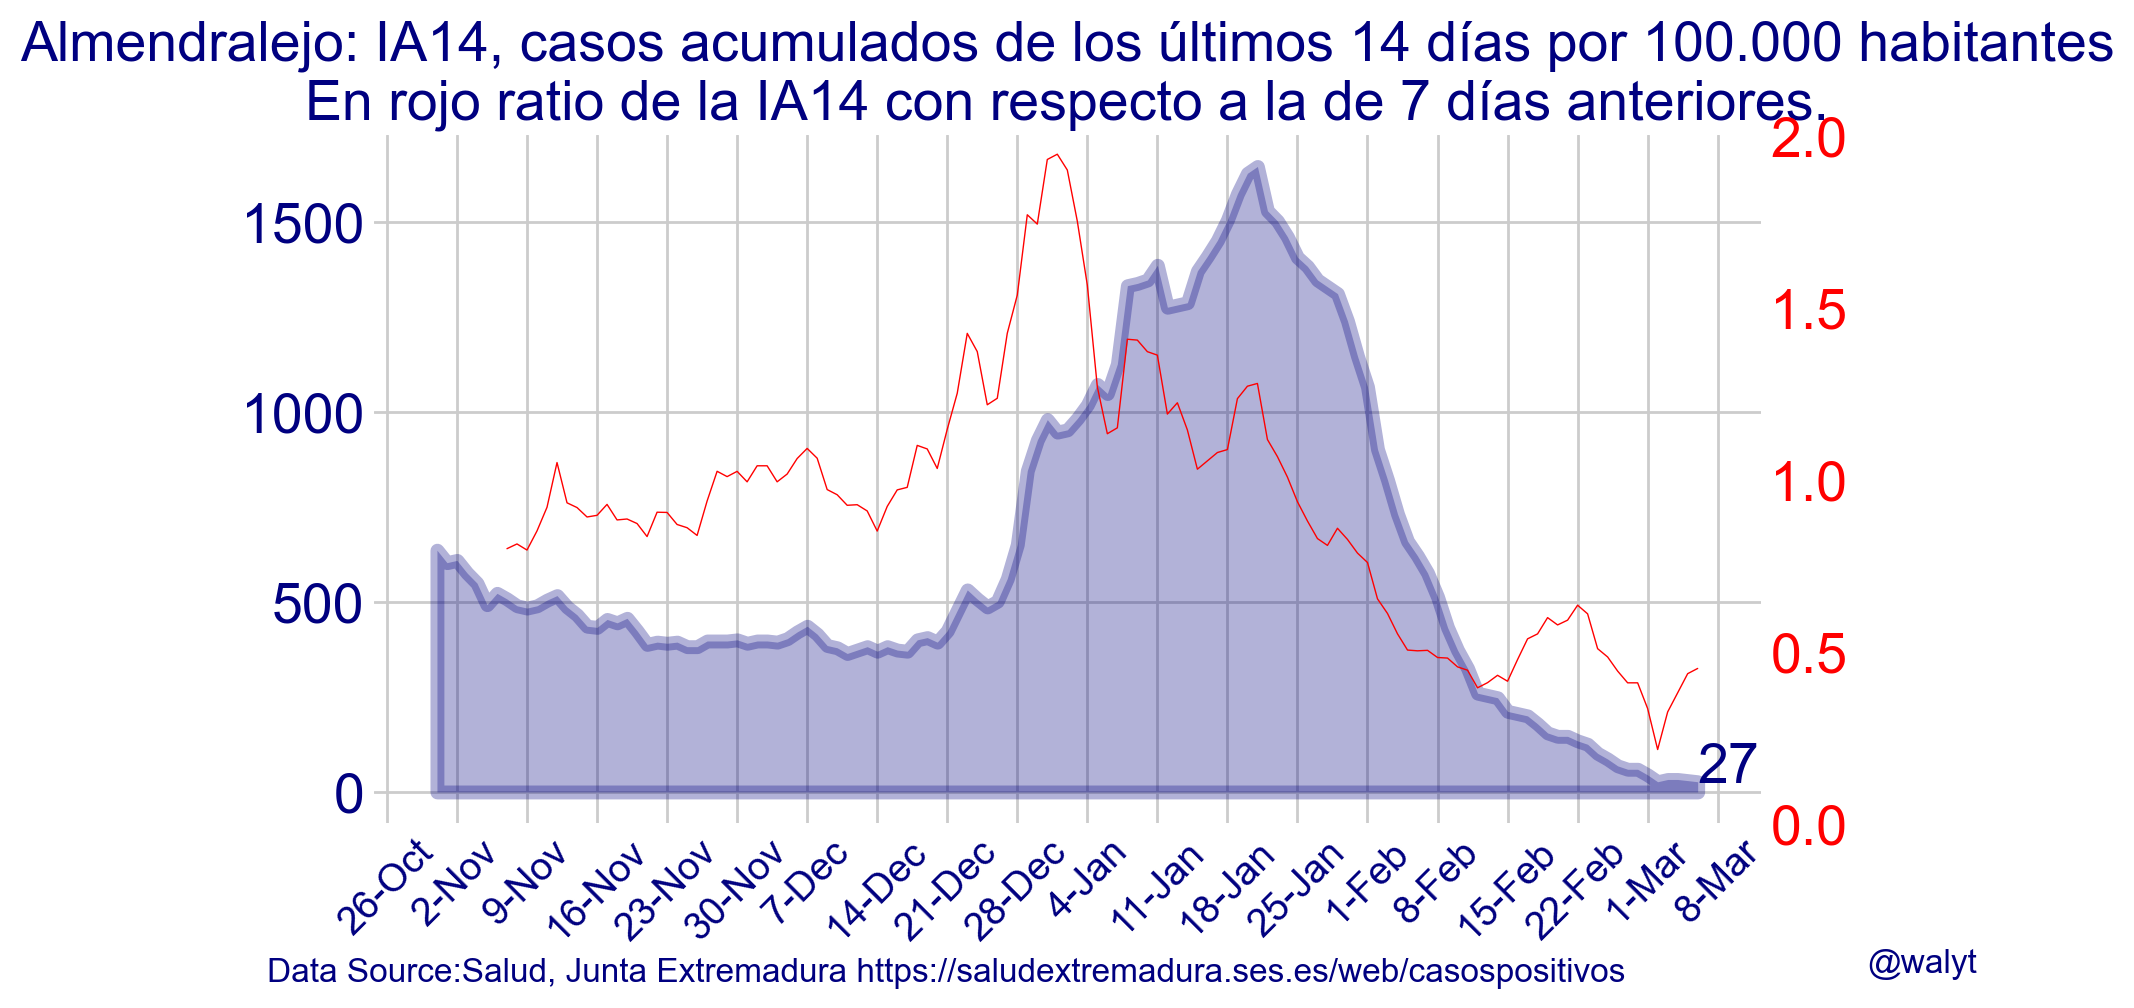 Almendralejo: IA14, casos acumulados de los últimos 14 días por 100.000 habitantes
En rojo ratio de la IA14 con respecto a la de 7 días anteriores.
2.0
1500
1.5
1000
1.0
500
0.5
27
0
0.0
26-Oct 2-Nov 9-Nov 16-Nov 23-Nov 30-Nov 7-Dec 14-Dec 21-Dec 28-Dec 4-Jan 11-Jan 18-Jan 25-Jan 1-Feb 8-Feb 15-Feb 22-Feb 1-Mar 8-Mar
Data Source:Salud, Junta Extremadura https://saludextremadura.ses.es/web/casospositivos
@walyt